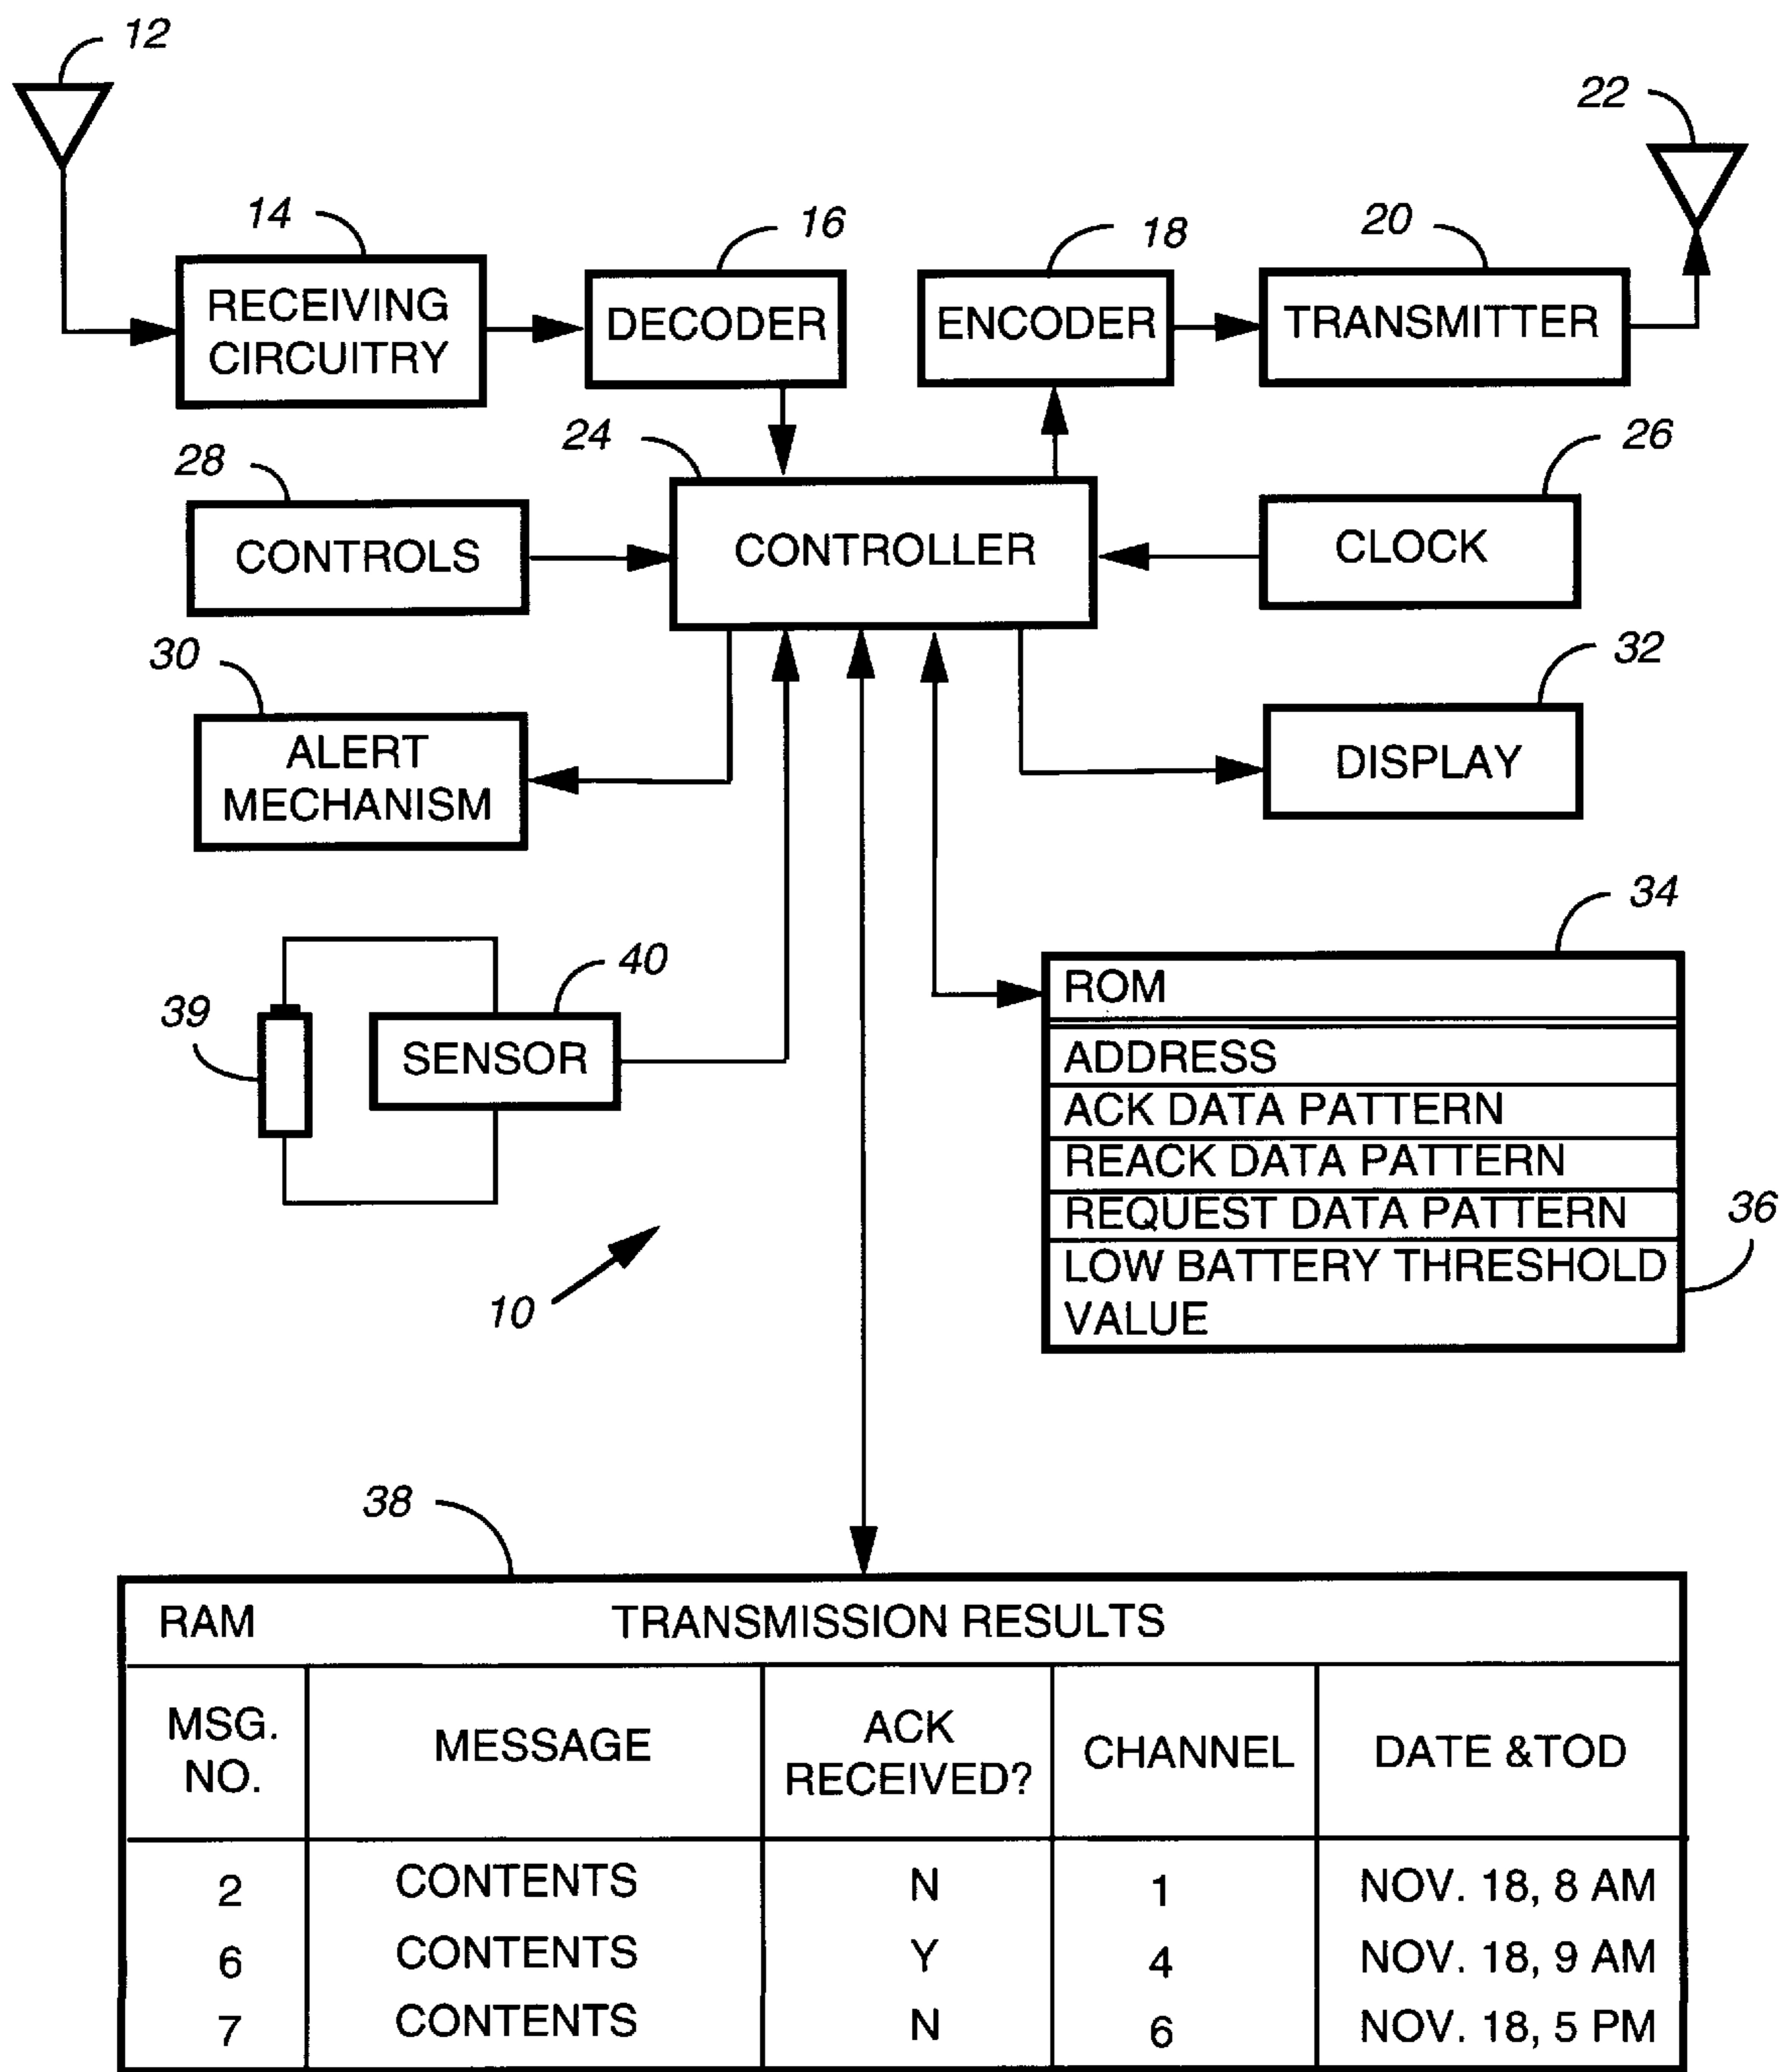 12
22
14
16
18
20
RECEIVING
CIRCUITRY
DECODER
ENCODER
TRANSMITTER
28
24
26
CONTROLS
CONTROLLER
CLOCK
30
32
ALERT
MECHANISM
DISPLAY
34
40
39
SENSOR
ROM
ADDRESS
ACK DATA PATTERN
REACK DATA PATTERN
REQUEST DATA PATTERN
36
LOW BATTERY THRESHOLD
VALUE
10
38
RAM TRANSMISSION RESULTS
MSG.
NO.
MESSAGE
ACK
RECEIVED?
CHANNEL
DATE &TOD
2 CONTENTS N 1 NOV. 18, 8 AM
6 CONTENTS Y 4 NOV. 18, 9 AM
7 CONTENTS N 6 NOV. 18, 5 PM